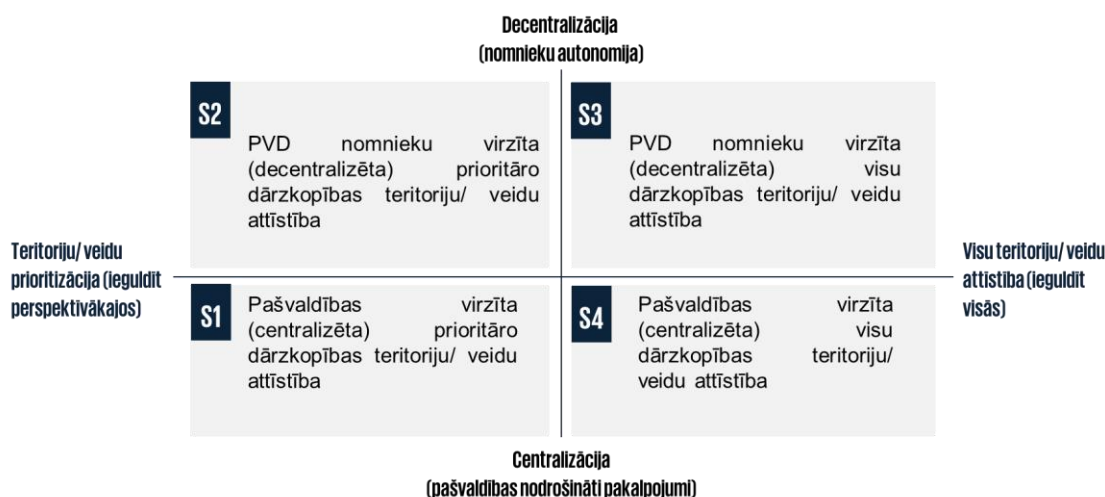 Decentralizācija
(nomnieku autonomija)
S2
PVD nomnieku virzīta
(decentralizēta) prioritāro
dārzkopības teritoriju/ veidu
attīstība
S3
PVD nomnieku virzīta
(decentralizēta) visu
dārzkopības teritoriju/ veidu
attīstība
Teritoriju/ veidu
prioritizācija (ieguldīt
perspektīvākajos)
Visu teritoriju/ veidu
attīstība (ieguldīt
visās)
S1
Pašvaldības virzīta
(centralizēta) prioritāro
dārzkopības teritoriju/ veidu
attīstība
S4
Pašvaldības virzīta
(centralizēta) visu
dārzkopības teritoriju/
veidu attīstība
Centralizācija
(pašvaldības nodrošināti pakalpojumi)